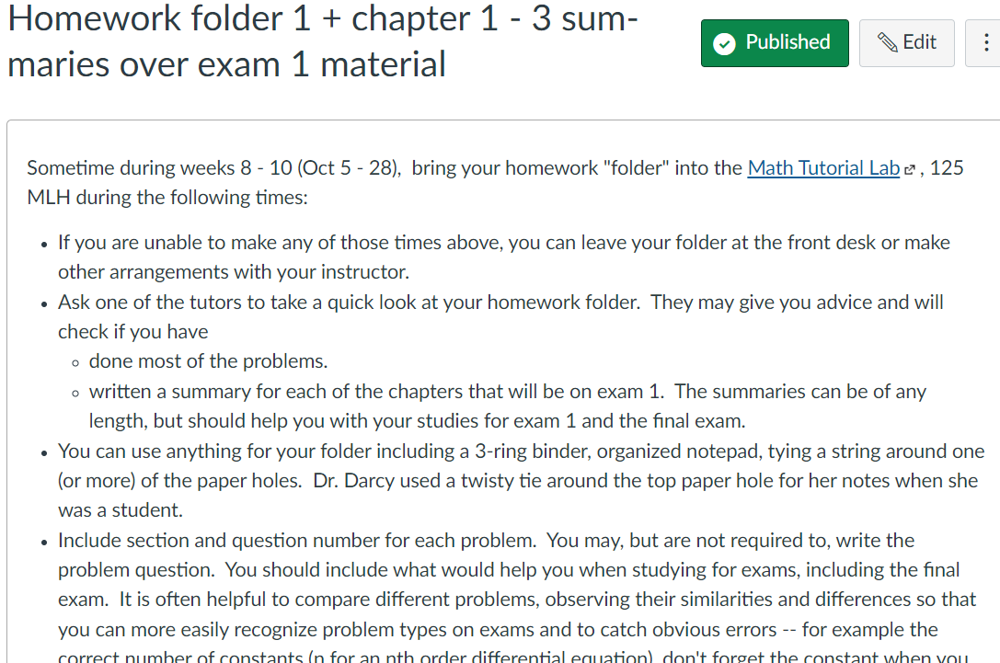 Homework folder 1 + chapter 1 - 3 sum-
maries over exam 1 material
Published
Edit
Sometime during weeks 8 - 10 (Oct 5 - 28),  bring your homework "folder" into the Math Tutorial Lab , 125
MLH during the following times:
• If you are unable to make any of those times above, you can leave your folder at the front desk or make
other arrangements with your instructor.
• Ask one of the tutors to take a quick look at your homework folder.  They may give you advice and will
check if you have
◦ done most of the problems.
◦ written a summary for each of the chapters that will be on exam 1.  The summaries can be of any
length, but should help you with your studies for exam 1 and the final exam.
• You can use anything for your folder including a 3-ring binder, organized notepad, tying a string around one
(or more) of the paper holes.  Dr. Darcy used a twisty tie around the top paper hole for her notes when she
was a student.
• Include section and question number for each problem.  You may, but are not required to, write the
problem question.  You should include what would help you when studying for exams, including the final
exam.  It is often helpful to compare different problems, observing their similarities and differences so that
you can more easily recognize problem types on exams and to catch obvious errors -- for example the
correct number of constants (n for an nth order differential equation), don't forget the constant when you